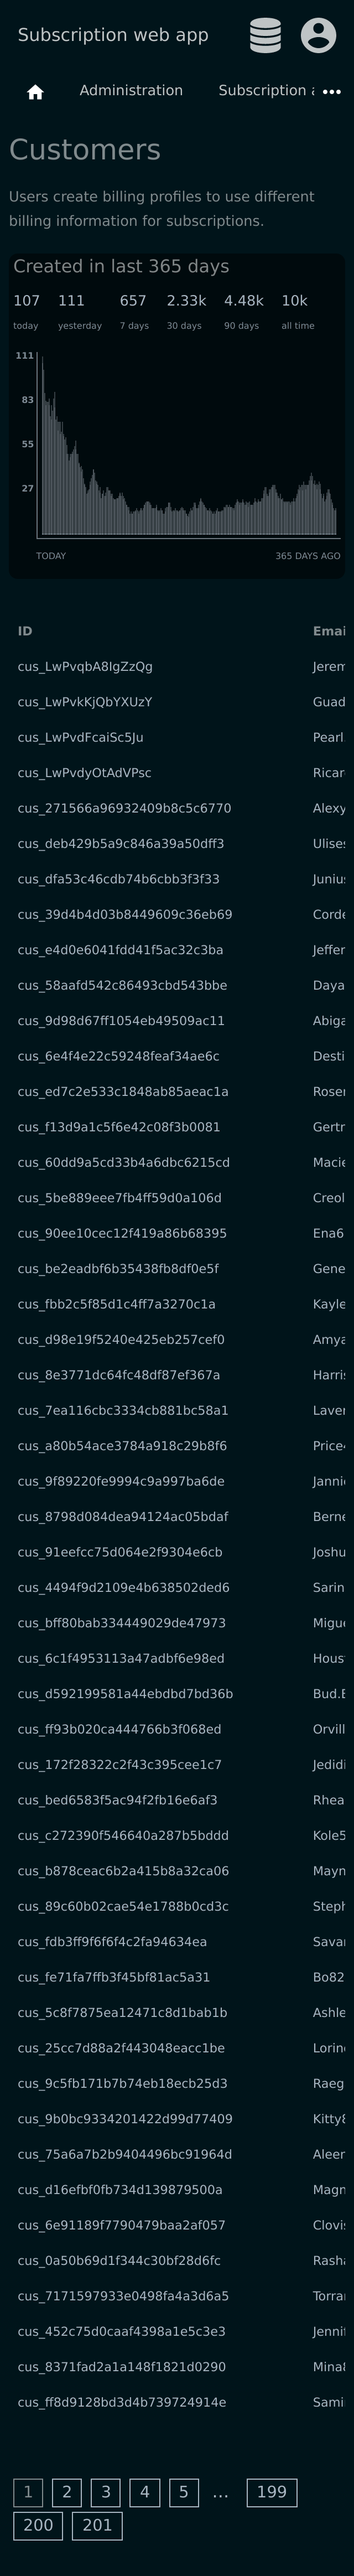 Subscription web app
Administration Subscription a
Customers
Users create billing profiles to use different
billing information for subscriptions.
Created in last 365 days
107 111 657 2.33k 4.48k 10k
today yesterday 7 days 30 days 90 days all time
111
83
55
27
TODAY 365 DAYS AGO
ID Emai
cus_LwPvqbA8IgZzQg Jerem
cus_LwPvkKjQbYXUzY Guad
cus_LwPvdFcaiSc5Ju Pearl
cus_LwPvdyOtAdVPsc Ricar
cus_271566a96932409b8c5c6770 Alexy
cus_deb429b5a9c846a39a50dff3 Ulises
cus_dfa53c46cdb74b6cbb3f3f33 Junius
cus_39d4b4d03b8449609c36eb69 Corde
cus_e4d0e6041fdd41f5ac32c3ba Jeffer
cus_58aafd542c86493cbd543bbe Daya
cus_9d98d67ff1054eb49509ac11 Abiga
cus_6e4f4e22c59248feaf34ae6c Desti
cus_ed7c2e533c1848ab85aeac1a Roser
cus_f13d9a1c5f6e42c08f3b0081 Gertr
cus_60dd9a5cd33b4a6dbc6215cd Macie
cus_5be889eee7fb4ff59d0a106d Creol
cus_90ee10cec12f419a86b68395 Ena6
cus_be2eadbf6b35438fb8df0e5f Gene
cus_fbb2c5f85d1c4ff7a3270c1a Kayle
cus_d98e19f5240e425eb257cef0 Amya
cus_8e3771dc64fc48df87ef367a Harris
cus_7ea116cbc3334cb881bc58a1 Laver
cus_a80b54ace3784a918c29b8f6 Price
cus_9f89220fe9994c9a997ba6de Janni
cus_8798d084dea94124ac05bdaf Berne
cus_91eefcc75d064e2f9304e6cb Joshu
cus_4494f9d2109e4b638502ded6 Sarin
cus_bff80bab334449029de47973 Migue
cus_6c1f4953113a47adbf6e98ed Hous
cus_d592199581a44ebdbd7bd36b Bud.E
cus_ff93b020ca444766b3f068ed Orvill
cus_172f28322c2f43c395cee1c7 Jedidi
cus_bed6583f5ac94f2fb16e6af3 Rhea
cus_c272390f546640a287b5bddd Kole5
cus_b878ceac6b2a415b8a32ca06 Mayn
cus_89c60b02cae54e1788b0cd3c Steph
cus_fdb3ff9f6f6f4c2fa94634ea Sava
cus_fe71fa7ffb3f45bf81ac5a31 Bo82
cus_5c8f7875ea12471c8d1bab1b Ashle
cus_25cc7d88a2f443048eacc1be Lorin
cus_9c5fb171b7b74eb18ecb25d3 Raeg
cus_9b0bc9334201422d99d77409 Kitty8
cus_75a6a7b2b9404496bc91964d Aleer
cus_d16efbf0fb734d139879500a Magn
cus_6e91189f7790479baa2af057 Clovis
cus_0a50b69d1f344c30bf28d6fc Rasha
cus_7171597933e0498fa4a3d6a5 Torrar
cus_452c75d0caaf4398a1e5c3e3 Jennif
cus_8371fad2a1a148f1821d0290 Mina8
cus_ff8d9128bd3d4b739724914e Sami
1 2 3 4 5 … 199
200 201